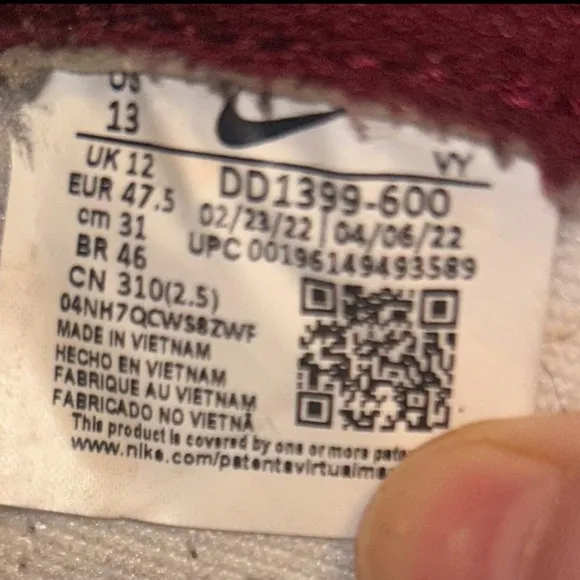 US
13
VY
UK 12
DD1399-600
EUR 47.5
02/23/22 | 04/06/22
cm 31
UPC 00196149493589
BR 46
CN 310(2.5)
04NH7QCWS8ZWF
MADE IN VIETNAM
HECHO EN VIETNAM
FABRIQUE AU VIETNAM
FABRICADO NO VIETNÃ
This product is covered by one or more
www.nike.com/patents